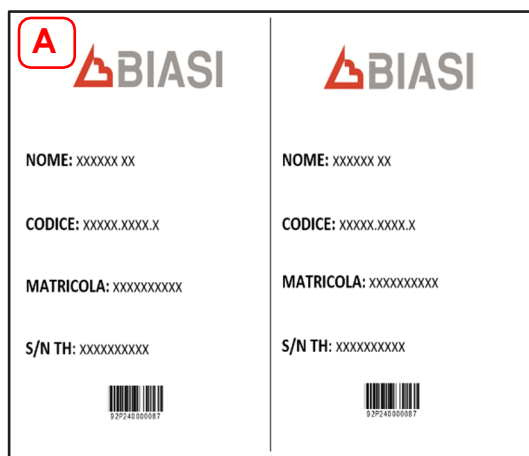 A
BIASI
NOME: XXXXXX XX
CODICE: XXXXX.XXXX.X
MATRICOLA: XXXXXXXXXX
S/N TH: XXXXXXXXXX
92P240000087
BIASI
NOME: XXXXXX XX
CODICE: XXXXX.XXXX.X
MATRICOLA: XXXXXXXXXX
S/N TH: XXXXXXXXXX
92P240000087